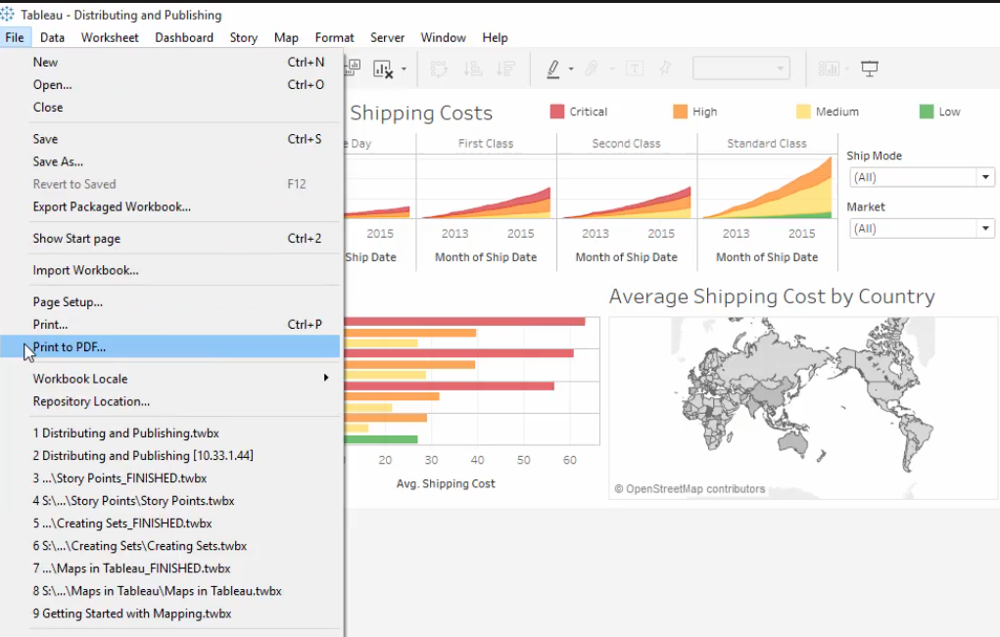 Tableau - Distributing and Publishing
File Data Worksheet Dashboard Story Map Format Server Window Help
New Ctrl+N
Open... Ctrl+O
Close
Save Ctrl+S
Save As...
Revert to Saved F12
Export Packaged Workbook...
Show Start page Ctrl+2
Import Workbook...
Page Setup...
Print... Ctrl+P
Print to PDF...
Workbook Locale
Repository Location...
1 Distributing and Publishing.twbx
2 Distributing and Publishing [10.33.1.44]
3 ...\Story Points_FINISHED.twbx
4 S:\...\Story Points\Story Points.twbx
5 ...\Creating Sets_FINISHED.twbx
6 S:\...\Creating Sets\Creating Sets.twbx
7 ...\Maps in Tableau_FINISHED.twbx
8 S:\...\Maps in Tableau\Maps in Tableau.twbx
9 Getting Started with Mapping.twbx
Shipping Costs
Critical High Medium Low
e Day First Class Second Class Standard Class
2015 2013 2015 2013 2015 2013 2015
Ship Date Month of Ship Date Month of Ship Date Month of Ship Date
Ship Mode
(All)
Market
(All)
20 30 40 50 60
Avg. Shipping Cost
Average Shipping Cost by Country
© OpenStreetMap contributors